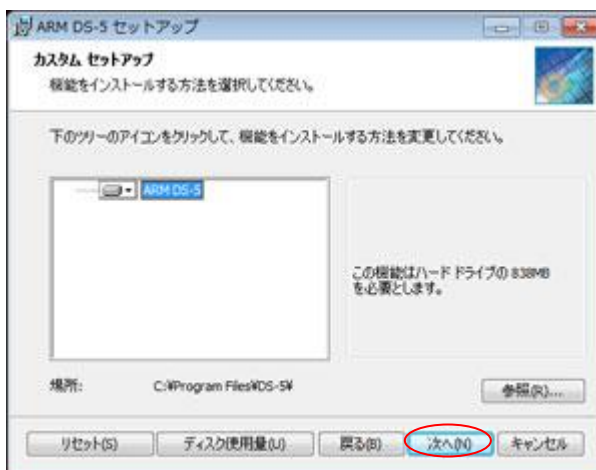 ARM DS-5 セットアップ
カスタム セットアップ
機能をインストールする方法を選択してください。
下のツリーのアイコンをクリックして、機能をインストールする方法を変更してください。
ARM DS-5
この機能はハード ドライブの 838MB
を必要とします。
場所: C:¥Program Files¥DS-5¥
参照(R)...
リセット(S) ディスク使用量(U) 戻る(B) 次へ(N) キャンセル